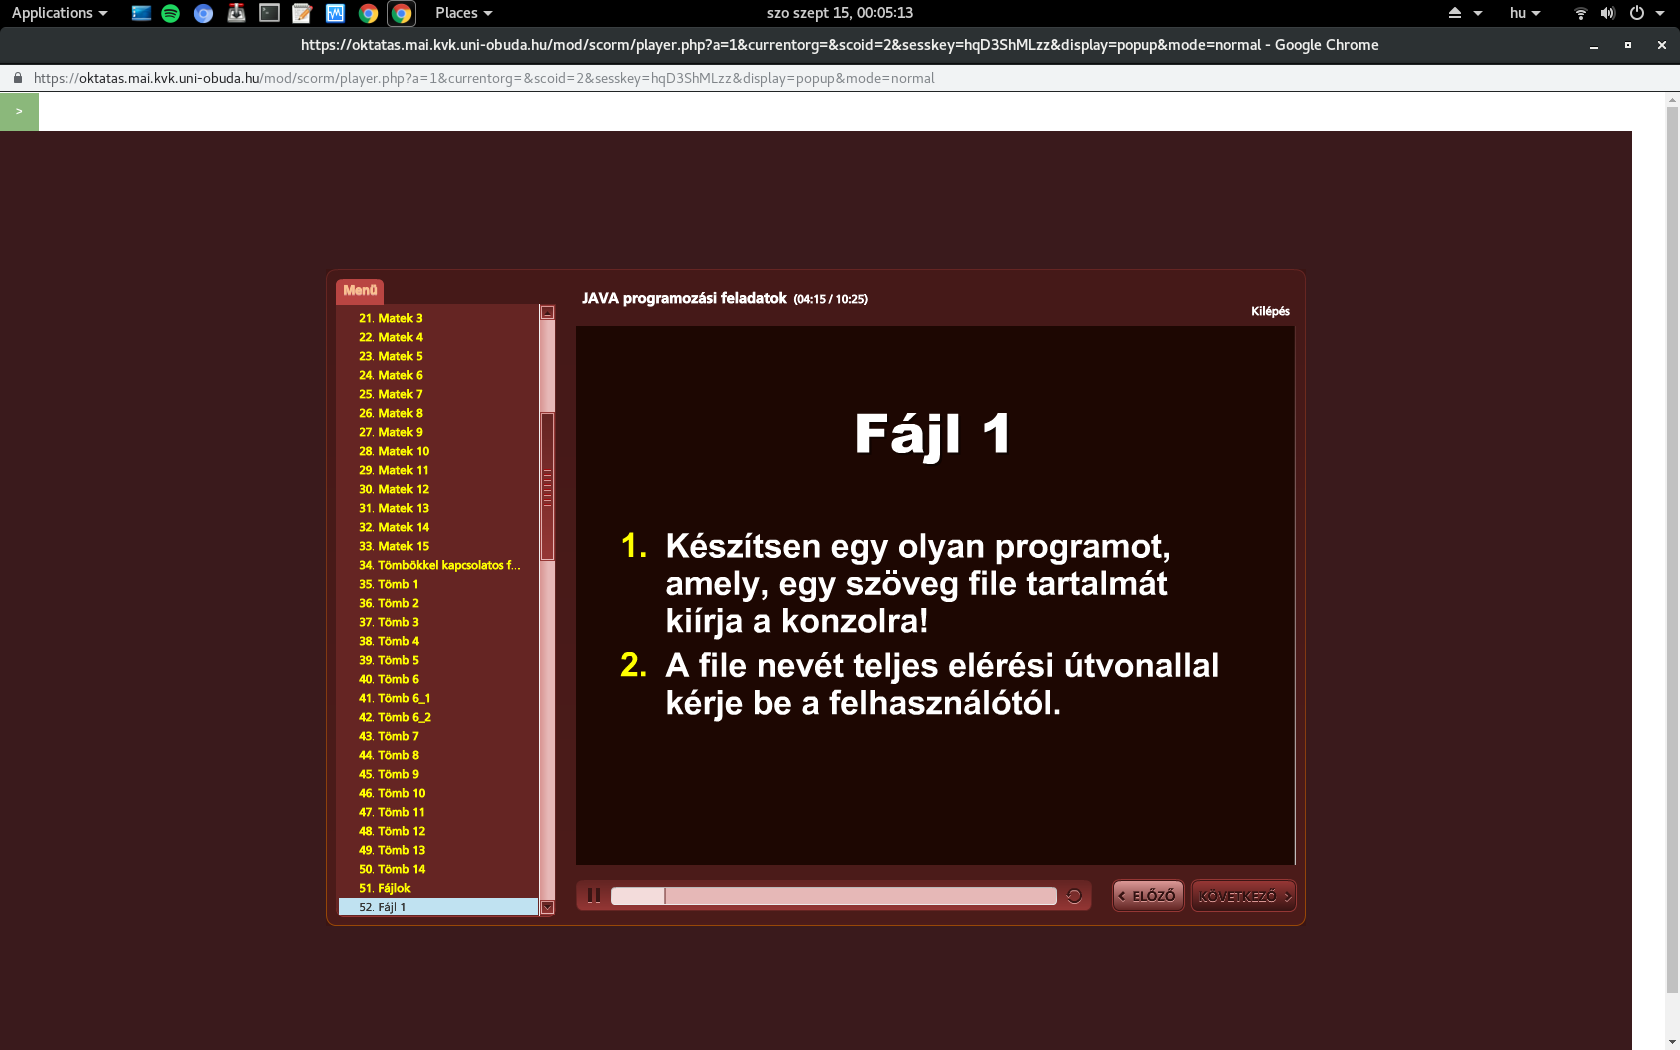 Applications
Places
szo szept 15, 00:05:13
hu
https://oktatas.mai.kvk.uni-obuda.hu/mod/scorm/player.php?a=1&currentorg=&scoid=2&sesskey=hqD3ShMLzz&display=popup&mode=normal - Google Chrome
https://oktatas.mai.kvk.uni-obuda.hu/mod/scorm/player.php?a=1&currentorg=&scoid=2&sesskey=hqD3ShMLzz&display=popup&mode=normal
>
Menü
21. Matek 3
22. Matek 4
23. Matek 5
24. Matek 6
25. Matek 7
26. Matek 8
27. Matek 9
28. Matek 10
29. Matek 11
30. Matek 12
31. Matek 13
32. Matek 14
33. Matek 15
34. Tömbökkel kapcsolatos f...
35. Tömb 1
36. Tömb 2
37. Tömb 3
38. Tömb 4
39. Tömb 5
40. Tömb 6
41. Tömb 6_1
42. Tömb 6_2
43. Tömb 7
44. Tömb 8
45. Tömb 9
46. Tömb 10
47. Tömb 11
48. Tömb 12
49. Tömb 13
50. Tömb 14
51. Fájlok
52. Fájl 1
JAVA programozási feladatok (04:15 / 10:25)
Kilépés
Fájl 1
1. Készítsen egy olyan programot,
amely, egy szöveg file tartalmát
kiírja a konzolra!
2. A file nevét teljes elérési útvonallal
kérje be a felhasználótól.
< ELŐZŐ
KÖVETKEZŐ >